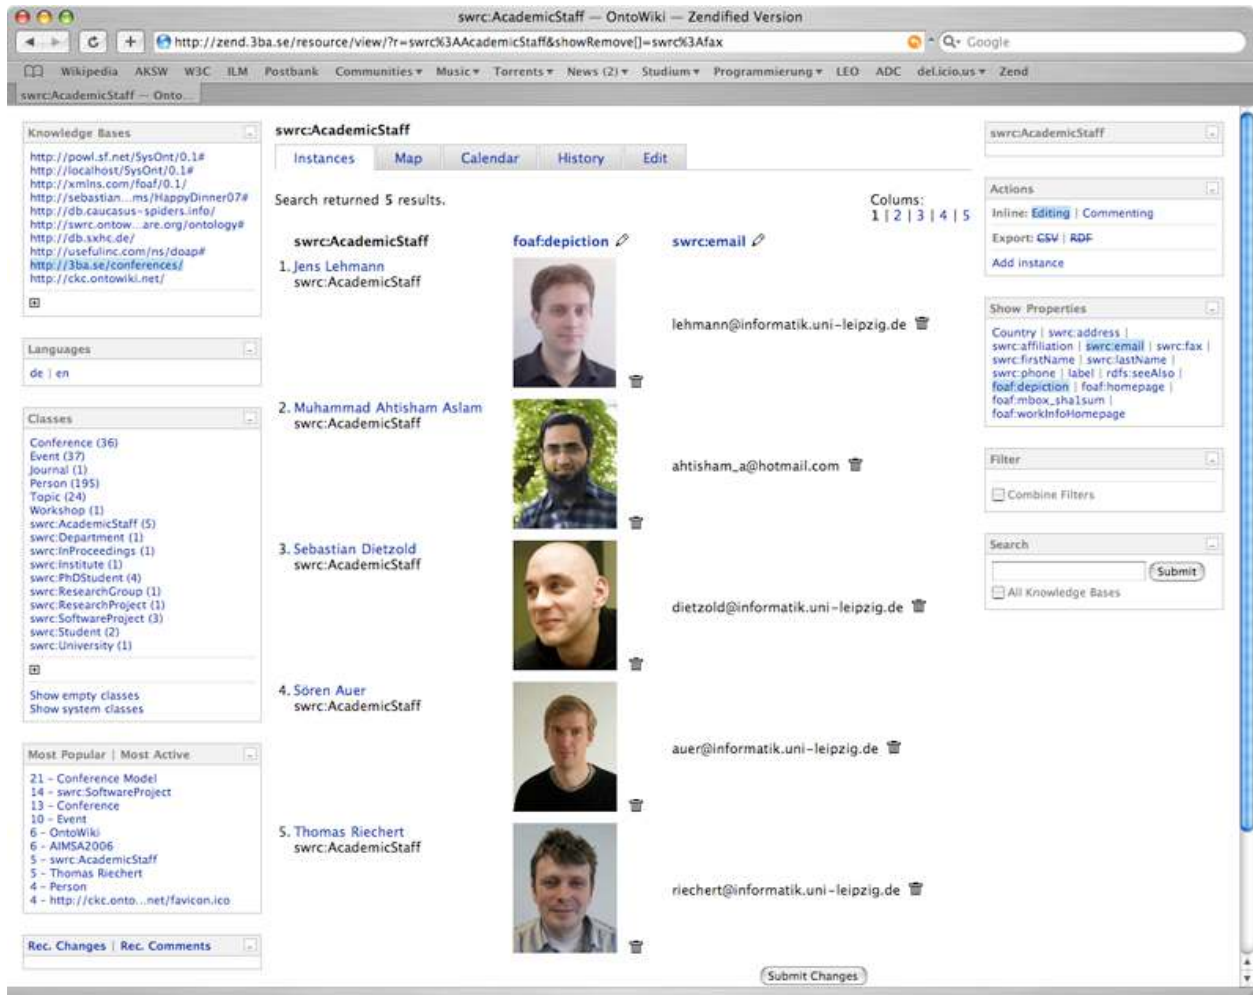 swrc:AcademicStaff — OntoWiki — Zendified Version
http://zend.3ba.se/resource/view/?r=swrc%3AAcademicStaff&showRemove[]=swrc%3Afax
Google
Wikipedia AKSW W3C ILM Postbank Communities Music Torrents News (2) Studium Programmierung LEO ADC del.icio.us Zend
swrc:AcademicStaff — Onto...
Knowledge Bases
http://powl.sf.net/SysOnt/0.1#
http://localhost/SysOnt/0.1#
http://xmlns.com/foaf/0.1/
http://sebastian...ms/HappyDinner07#
http://db.caucasus-spiders.info/
http://swrc.ontow...are.org/ontology#
http://db.sxhc.de/
http://usefulinc.com/ns/doap#
http://3ba.se/conferences/
http://ckc.ontowiki.net/
Languages
de | en
Classes
Conference (36)
Event (37)
Journal (1)
Person (195)
Topic (24)
Workshop (1)
swrc:AcademicStaff (5)
swrc:Department (1)
swrc:InProceedings (1)
swrc:Institute (1)
swrc:PhDStudent (4)
swrc:ResearchGroup (1)
swrc:ResearchProject (1)
swrc:SoftwareProject (3)
swrc:Student (2)
swrc:University (1)
Show empty classes
Show system classes
Most Popular | Most Active
21 - Conference Model
14 - swrc:SoftwareProject
13 - Conference
10 - Event
6 - OntoWiki
6 - AIMSA2006
5 - swrc:AcademicStaff
5 - Thomas Riechert
4 - Person
4 - http://ckc.onto...net/favicon.ico
Rec. Changes | Rec. Comments
swrc:AcademicStaff
Instances Map Calendar History Edit
Search returned 5 results.
Colums:
1 | 2 | 3 | 4 | 5
swrc:AcademicStaff foaf:depiction swrc:email
1. Jens Lehmann
swrc:AcademicStaff
lehmann@informatik.uni-leipzig.de
2. Muhammad Ahtisham Aslam
swrc:AcademicStaff
ahtisham_a@hotmail.com
3. Sebastian Dietzold
swrc:AcademicStaff
dietzold@informatik.uni-leipzig.de
4. Sören Auer
swrc:AcademicStaff
auer@informatik.uni-leipzig.de
5. Thomas Riechert
swrc:AcademicStaff
riechert@informatik.uni-leipzig.de
Submit Changes
swrc:AcademicStaff
Actions
Inline: Editing | Commenting
Export: CSV | RDF
Add instance
Show Properties
Country | swrc:address |
swrc:affiliation | swrc:email | swrc:fax |
swrc:firstName | swrc:lastName |
swrc:phone | label | rdfs:seeAlso |
foaf:depiction | foaf:homepage |
foaf:mbox_sha1sum |
foaf:workInfoHomepage
Filter
Combine Filters
Search
Submit
All Knowledge Bases